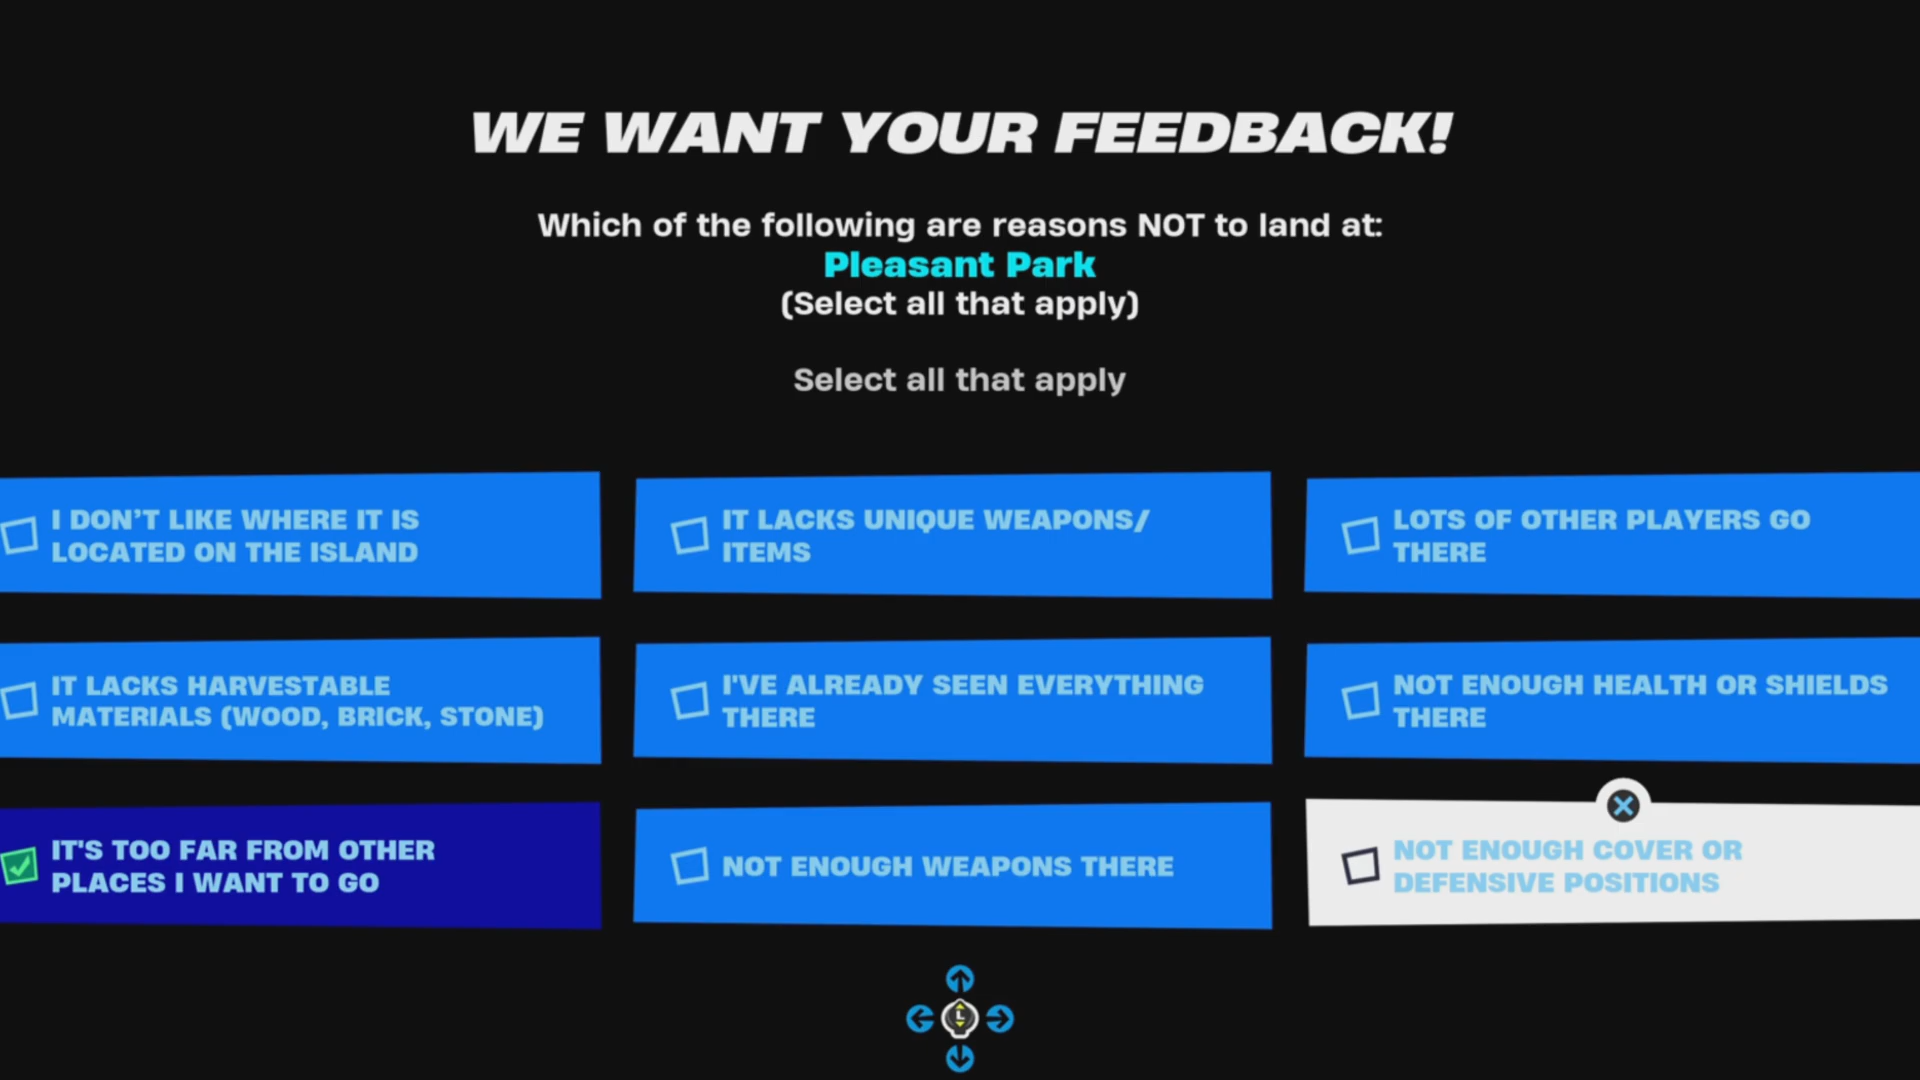 WE WANT YOUR FEEDBACK!
Which of the following are reasons NOT to land at:
Pleasant Park
(Select all that apply)
Select all that apply
I DON’T LIKE WHERE IT IS
LOCATED ON THE ISLAND
IT LACKS UNIQUE WEAPONS/
ITEMS
LOTS OF OTHER PLAYERS GO
THERE
IT LACKS HARVESTABLE
MATERIALS (WOOD, BRICK, STONE)
I'VE ALREADY SEEN EVERYTHING
THERE
NOT ENOUGH HEALTH OR SHIELDS
THERE
IT'S TOO FAR FROM OTHER
PLACES I WANT TO GO
NOT ENOUGH WEAPONS THERE
NOT ENOUGH COVER OR
DEFENSIVE POSITIONS
L